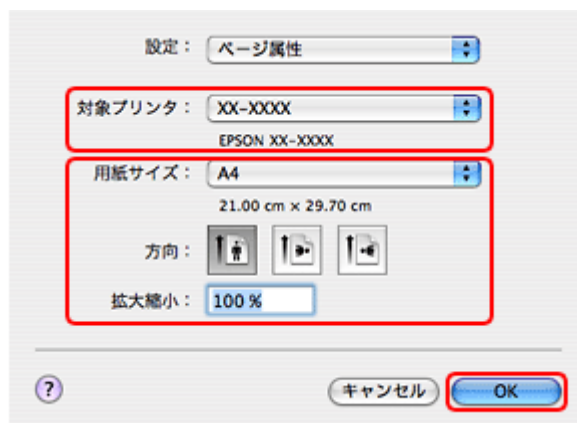 設定： ページ属性
対象プリンタ： XX-XXXX
EPSON XX-XXXX
用紙サイズ： A4
21.00 cm × 29.70 cm
方向：
拡大縮小： 100 %
? キャンセル OK